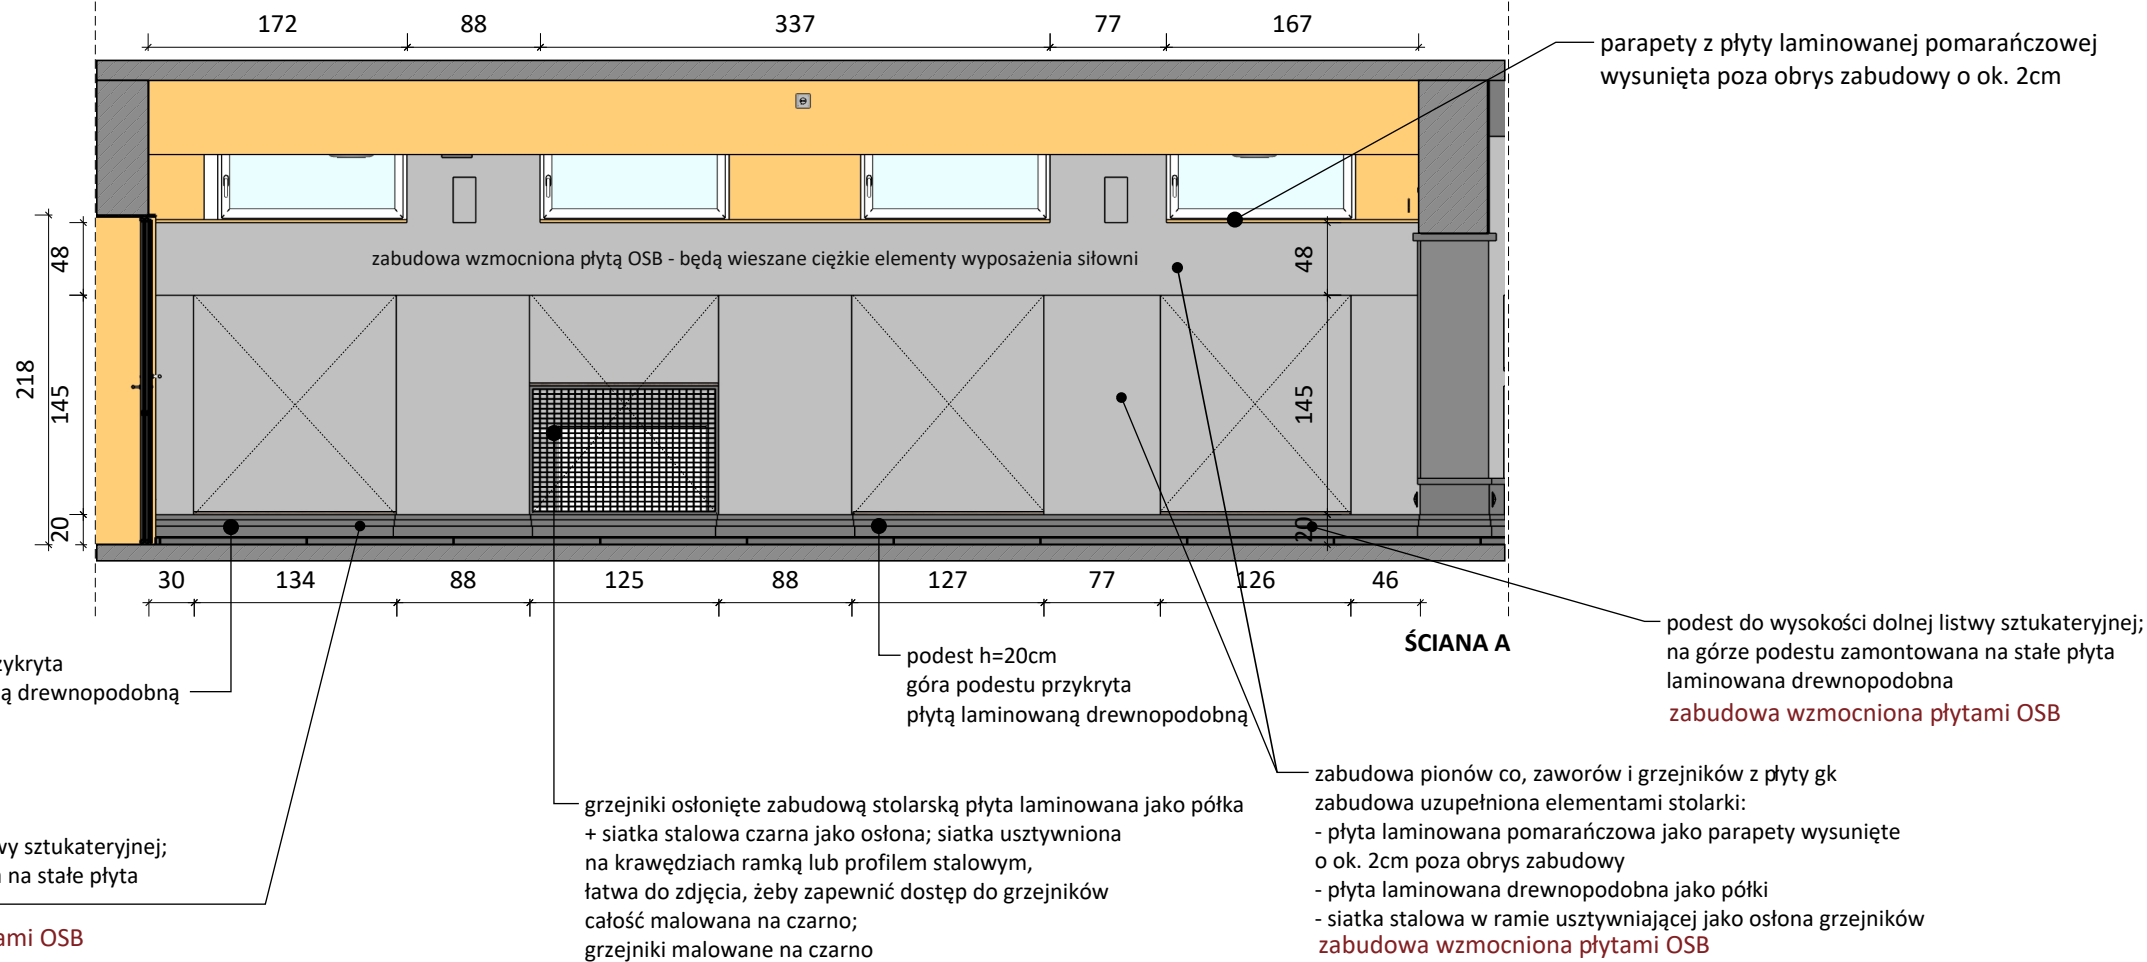 172 88 337 77 167
parapety z płyty laminowanej pomarańczowej
wysunięta poza obrys zabudowy o ok. 2cm
218
48
145
20
zabudowa wzmocniona płytą OSB - będą wieszane ciężkie elementy wyposażenia siłowni
48
145
20
30 134 88 125 88 127 77 126 46
ŚCIANA A
podest do wysokości dolnej listwy sztukateryjnej;
na górze podestu zamontowana na stałe płyta
laminowana drewnopodobna
zabudowa wzmocniona płytami OSB
zykryta
ą drewnopodobną
podest h=20cm
góra podestu przykryta
płytą laminowaną drewnopodobną
wy sztukateryjnej;
na stałe płyta
ami OSB
grzejniki osłonięte zabudową stolarską płyta laminowana jako półka
+ siatka stalowa czarna jako osłona; siatka usztywniona
na krawędziach ramką lub profilem stalowym,
łatwa do zdjęcia, żeby zapewnić dostęp do grzejników
całość malowana na czarno;
grzejniki malowane na czarno
zabudowa pionów co, zaworów i grzejników z płyty gk
zabudowa uzupełniona elementami stolarki:
- płyta laminowana pomarańczowa jako parapety wysunięte
o ok. 2cm poza obrys zabudowy
- płyta laminowana drewnopodobna jako półki
- siatka stalowa w ramie usztywniającej jako osłona grzejników
zabudowa wzmocniona płytami OSB